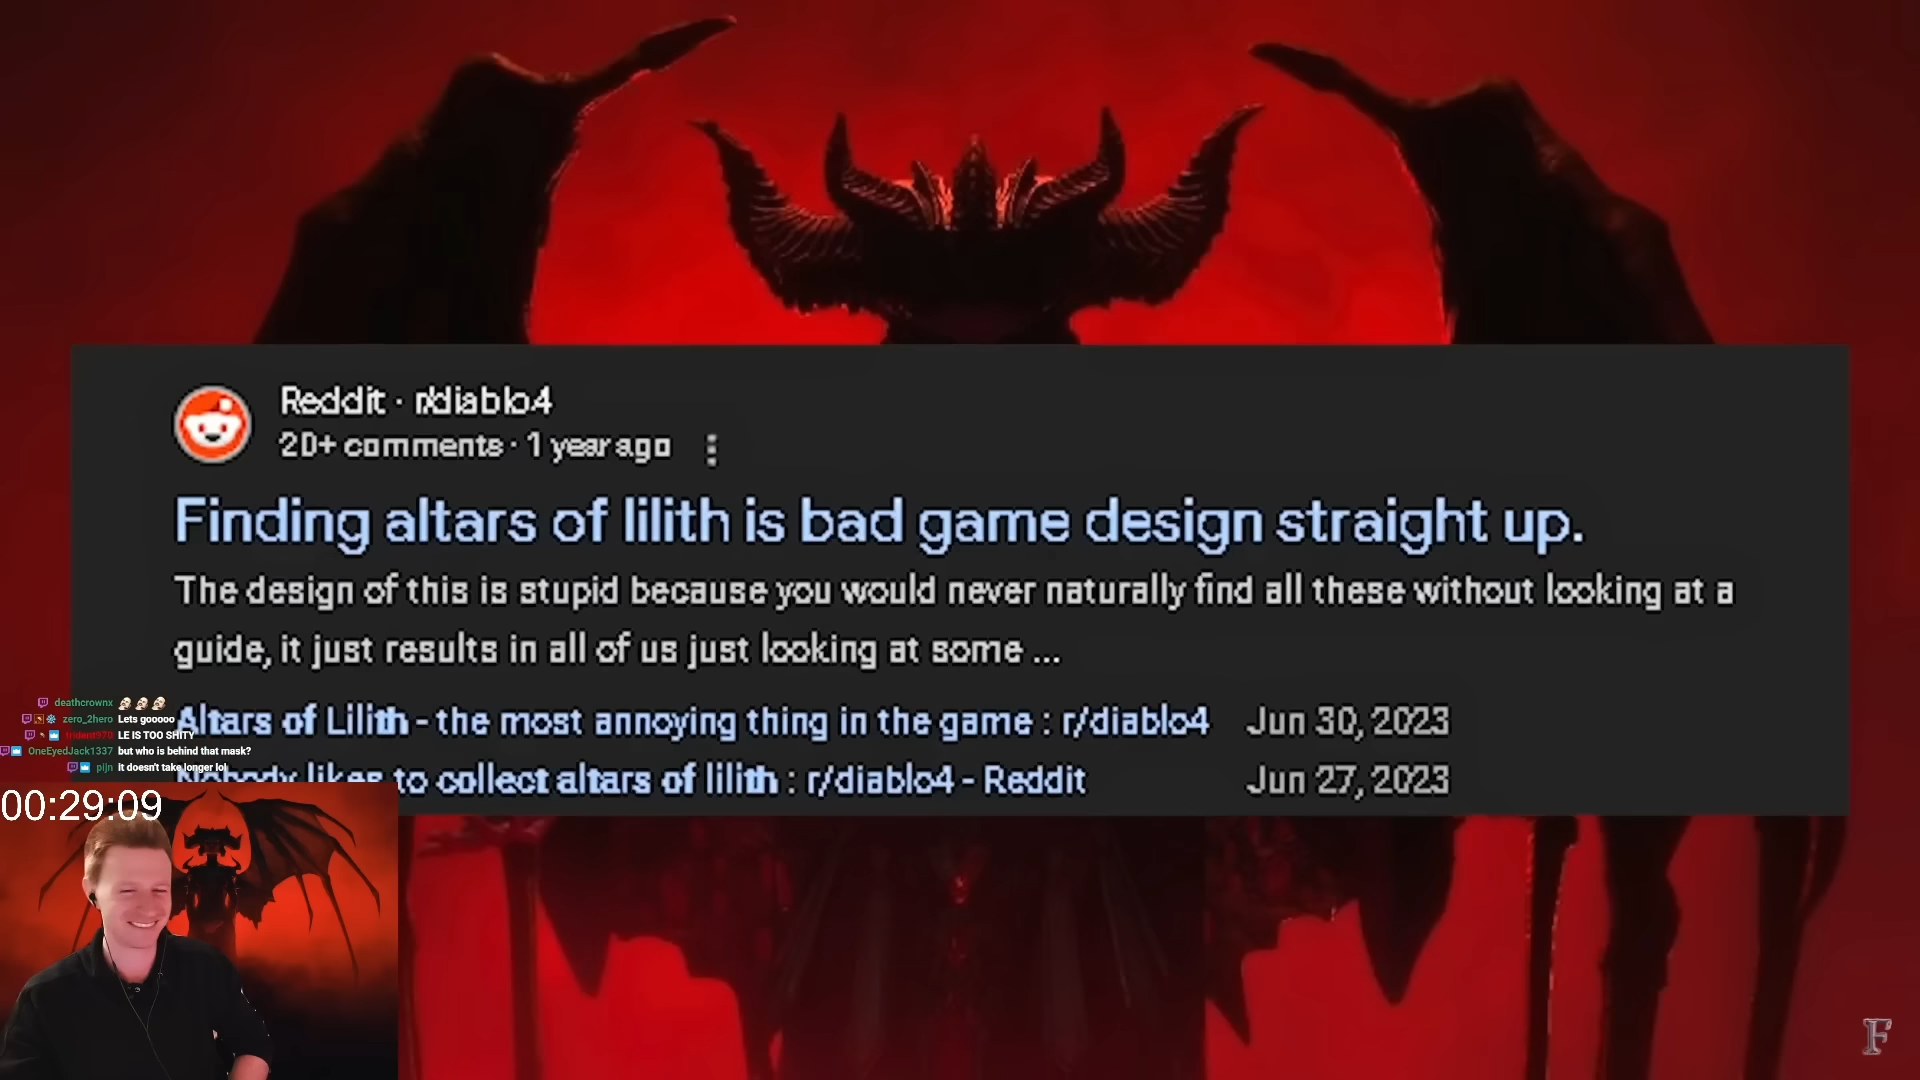 Reddit · r/diablo4
20+ comments · 1 year ago
Finding altars of lilith is bad game design straight up.
The design of this is stupid because you would never naturally find all these without looking at a
guide, it just results in all of us just looking at some ...
Altars of Lilith - the most annoying thing in the game : r/diablo4 Jun 30, 2023
Nobody likes to collect altars of lilith : r/diablo4 - Reddit Jun 27, 2023
deathcrownx
zero_2hero Lets gooooo
LE IS TOO SHITY
OneEyedJack1337 but who is behind that mask?
pijn It doesn't take longer lol
00:29:09
F